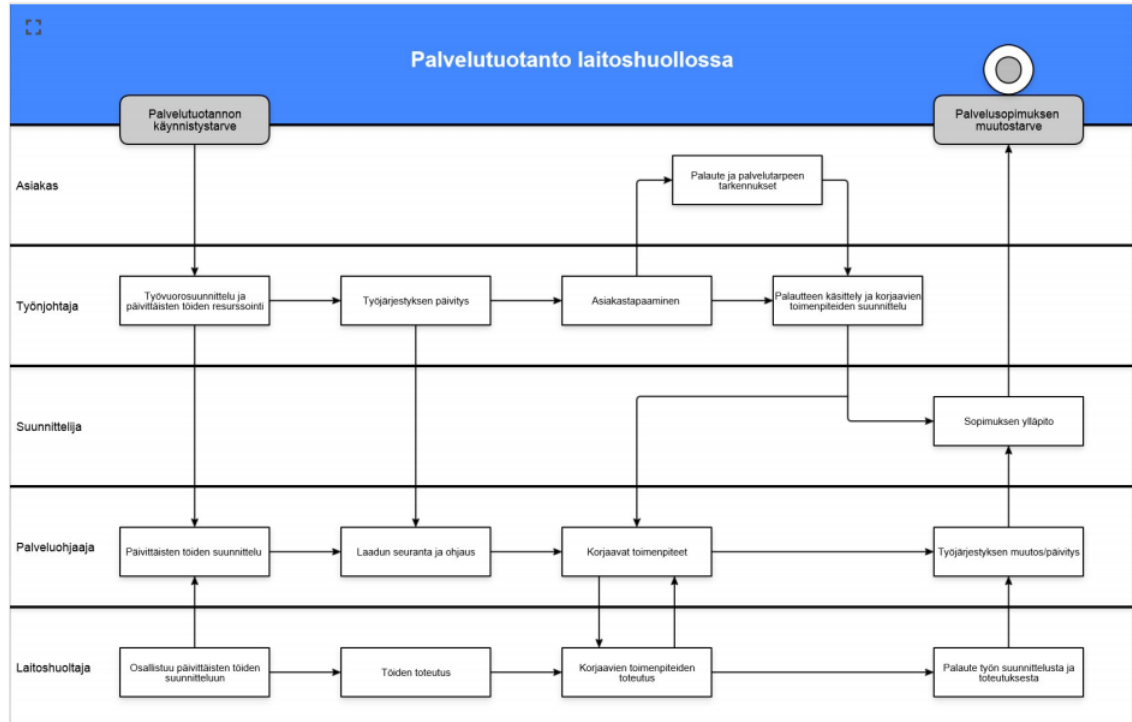 Palvelutuotanto laitoshuollossa
Palvelutuotannon
käynnistystarve
Palvelusopimuksen
muutostarve
Asiakas
Palaute ja palvelutarpeen
tarkennukset
Työnjohtaja
Työvuorosuunnittelu ja
päivittäisten töiden resurssointi
Työjärjestyksen päivitys
Asiakastapaaminen
Palautteen käsittely ja korjaavien
toimenpiteiden suunnittelu
Suunnittelija
Sopimuksen ylläpito
Palveluohjaaja
Päivittäisten töiden suunnittelu
Laadun seuranta ja ohjaus
Korjaavat toimenpiteet
Työjärjestyksen muutos/päivitys
Laitoshuoltaja
Osallistuu päivittäisten töiden
suunnitteluun
Töiden toteutus
Korjaavien toimenpiteiden
toteutus
Palaute työn suunnittelusta ja
toteutuksesta